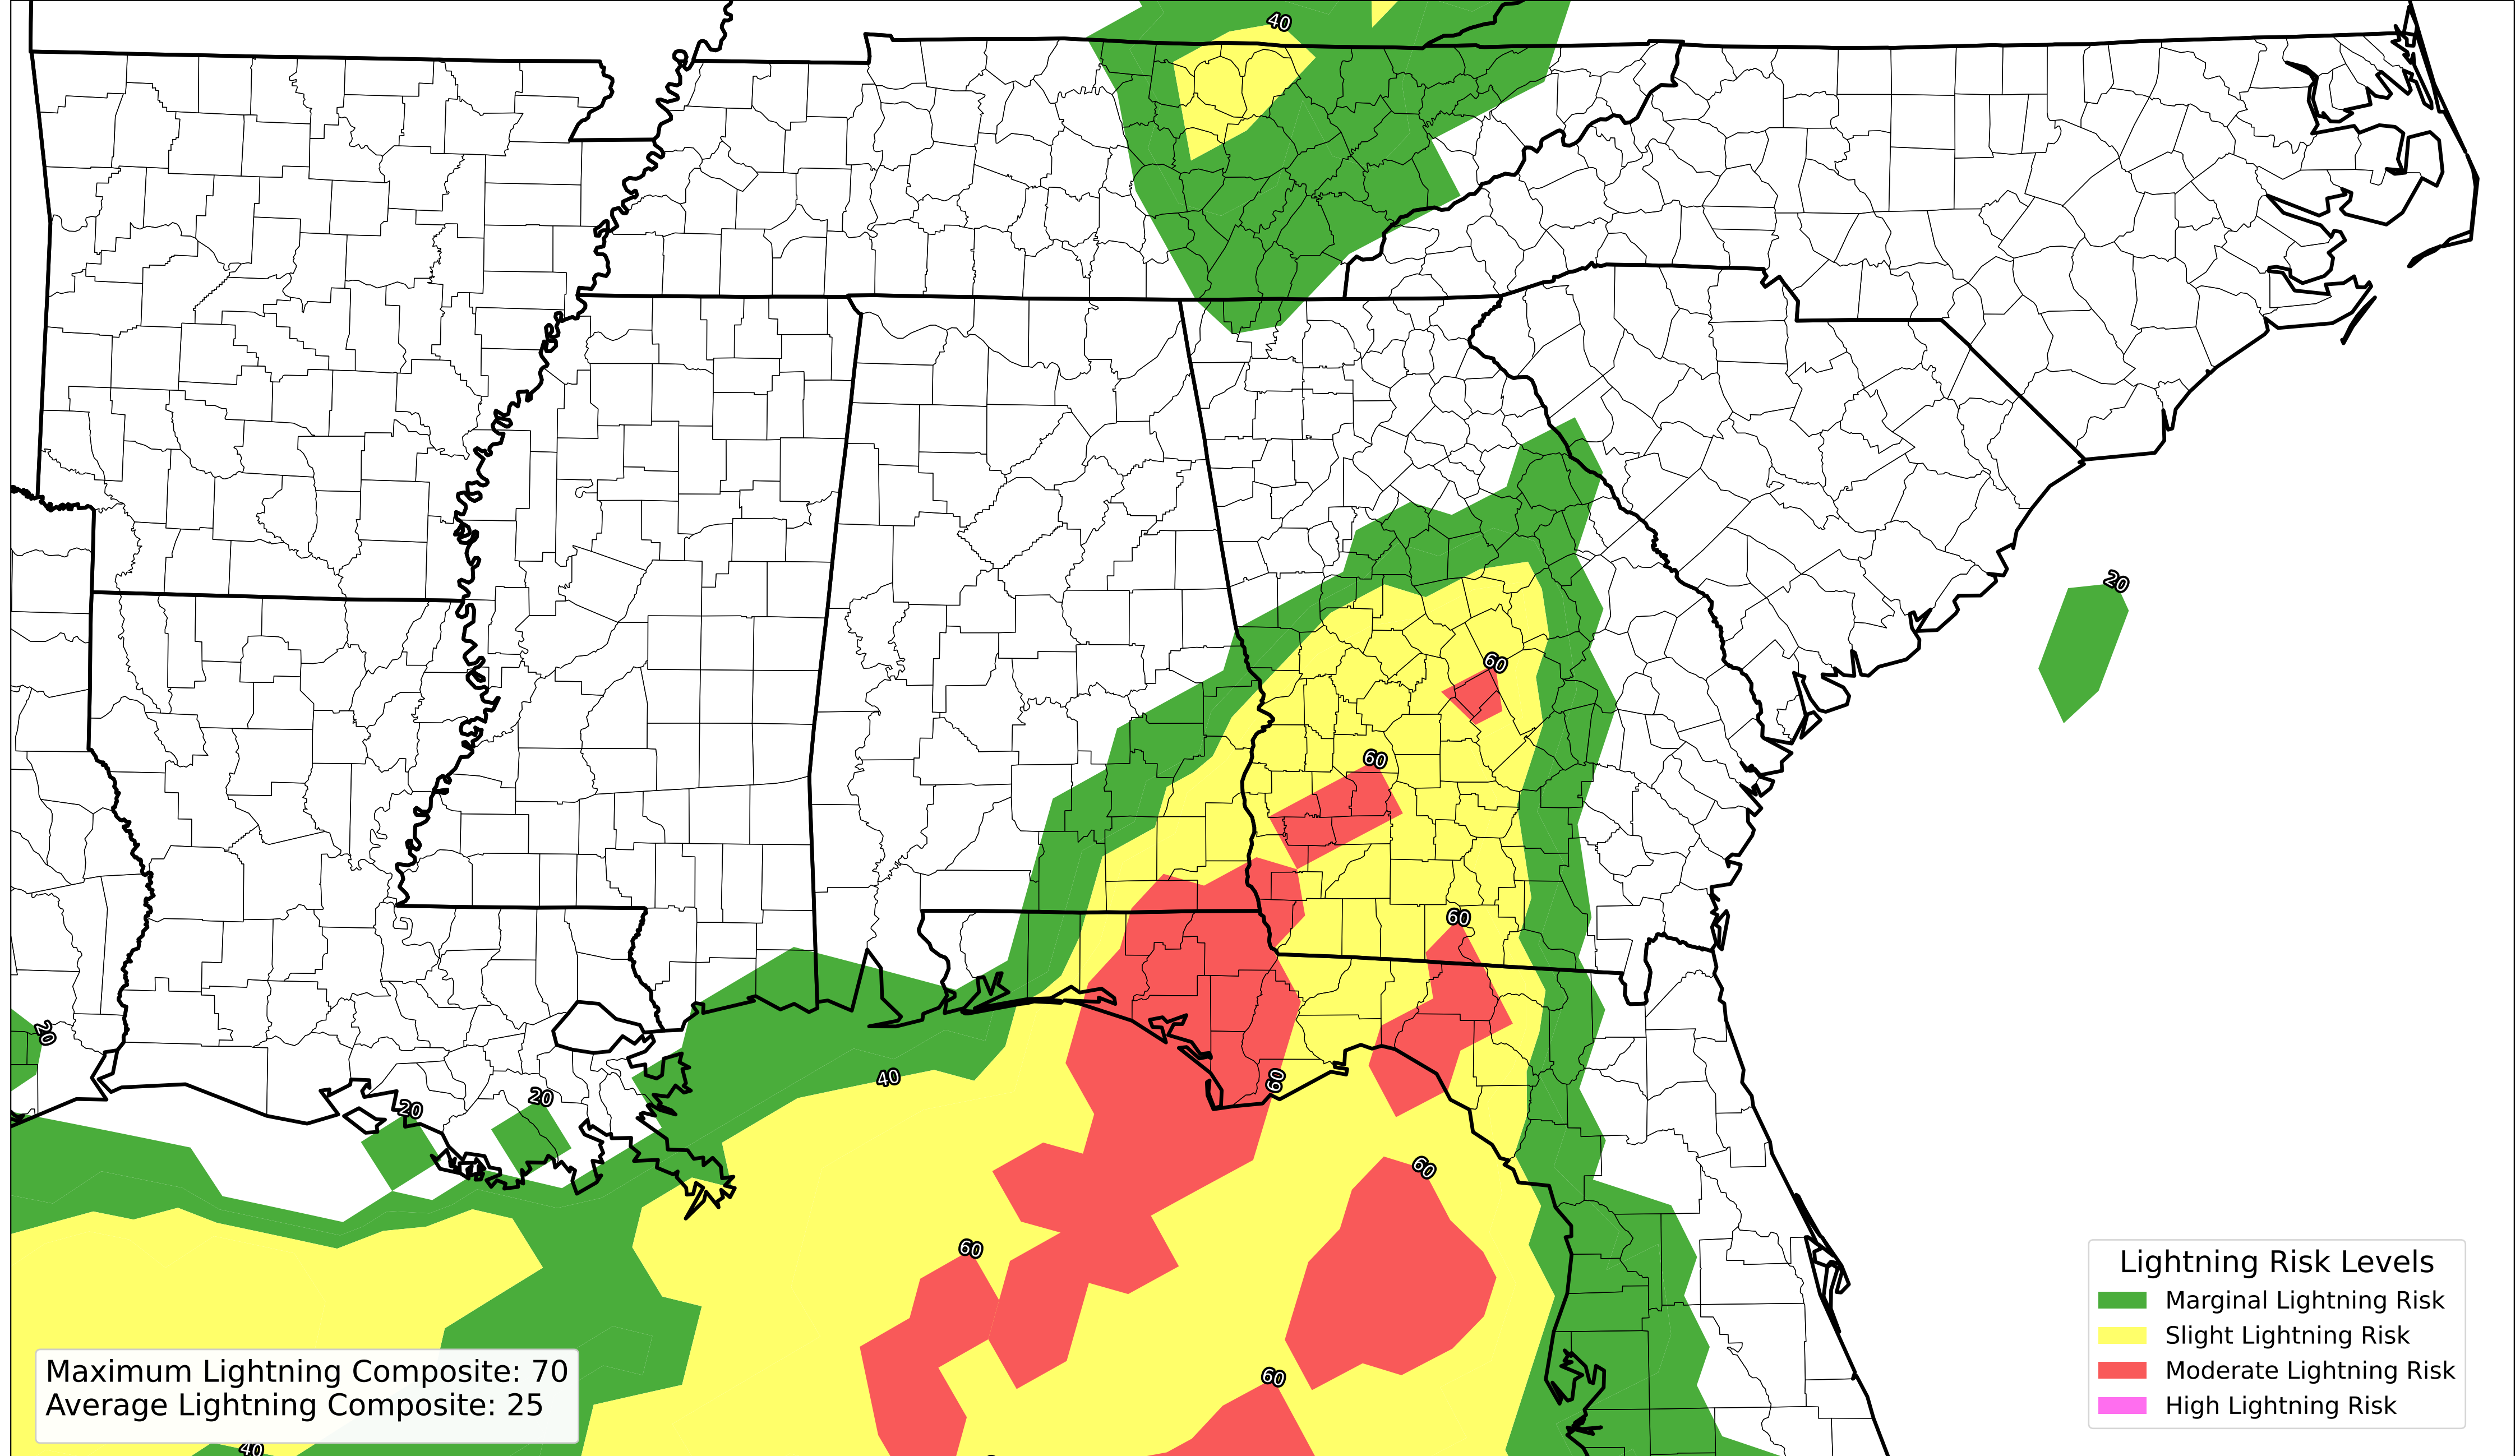 40
20
60
60
60
20
40
60
20
20
60
60
60
40
Lightning Risk Levels
Marginal Lightning Risk
Slight Lightning Risk
Moderate Lightning Risk
High Lightning Risk
Maximum Lightning Composite: 70
Average Lightning Composite: 25